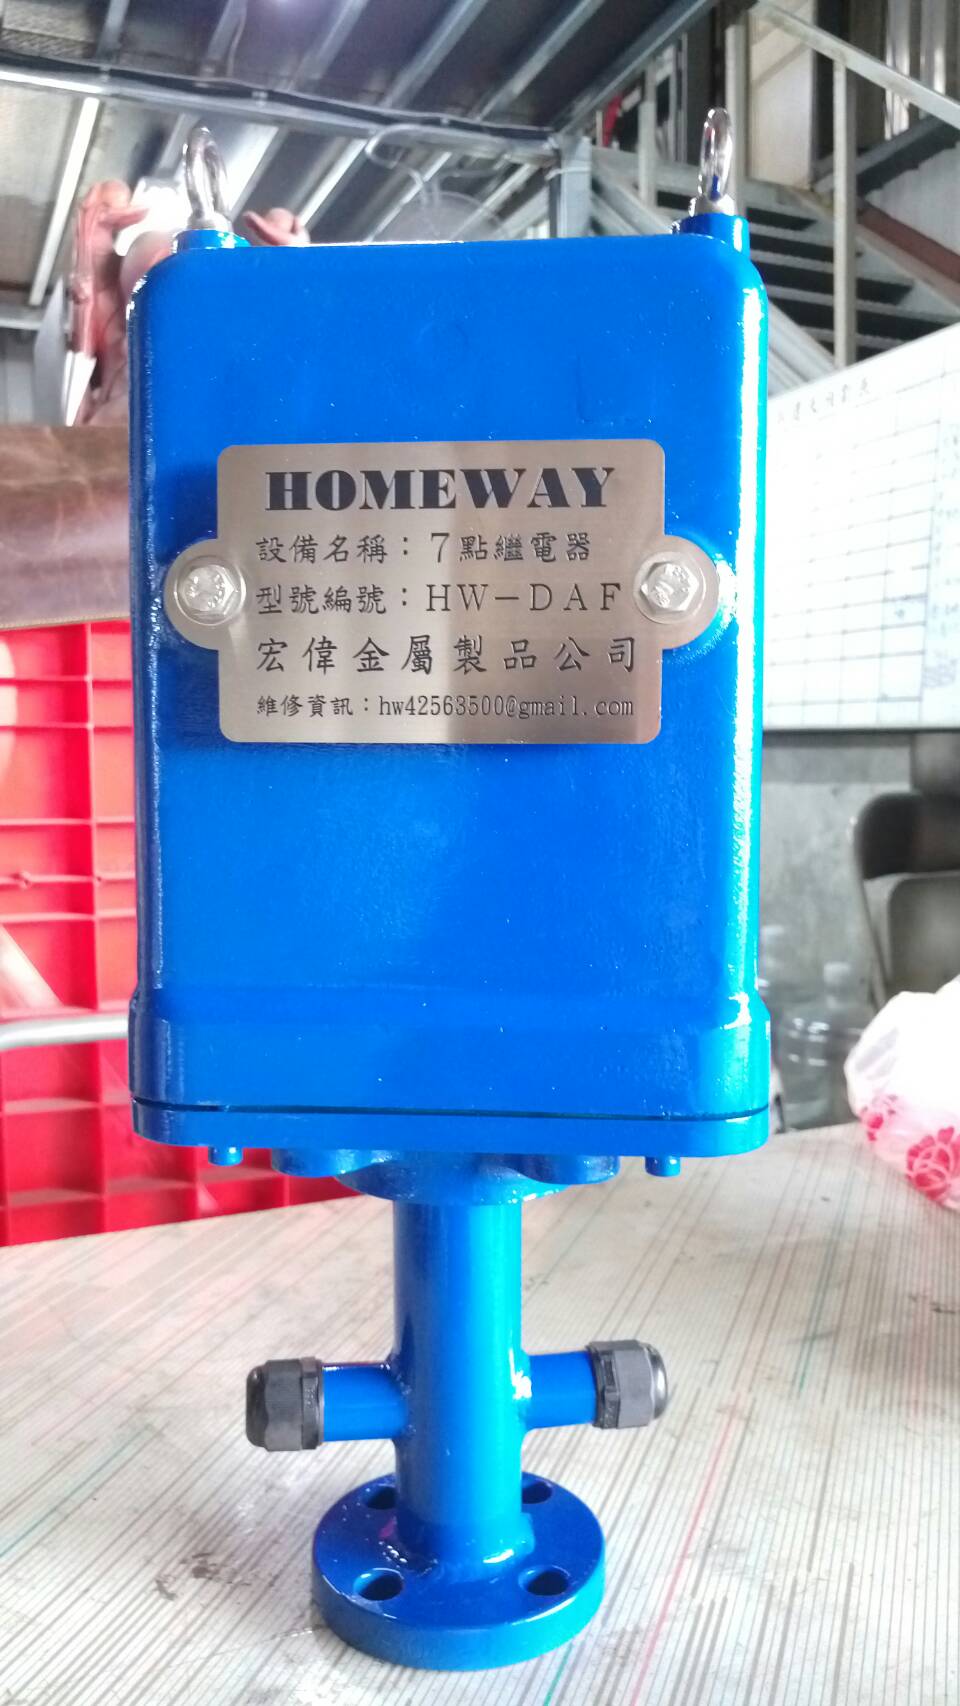 HOMEWAY
設備名稱：7點繼電器
型號編號：HW-DAF
宏偉金屬製品公司
維修資訊：hw42563500@gmail.com